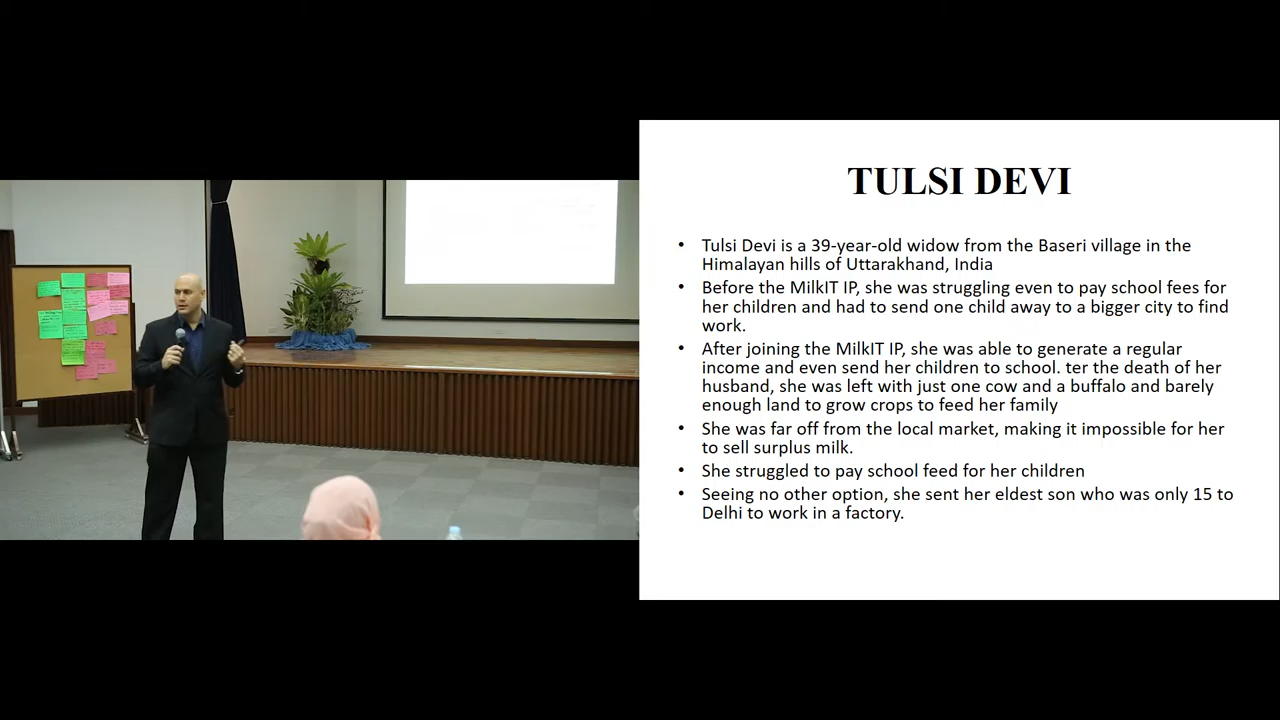 TULSI DEVI
• Tulsi Devi is a 39-year-old widow from the Baseri village in the
Himalayan hills of Uttarakhand, India
• Before the MilkIT IP, she was struggling even to pay school fees for
her children and had to send one child away to a bigger city to find
work.
• After joining the MilkIT IP, she was able to generate a regular
income and even send her children to school. ter the death of her
husband, she was left with just one cow and a buffalo and barely
enough land to grow crops to feed her family
• She was far off from the local market, making it impossible for her
to sell surplus milk.
• She struggled to pay school feed for her children
• Seeing no other option, she sent her eldest son who was only 15 to
Delhi to work in a factory.